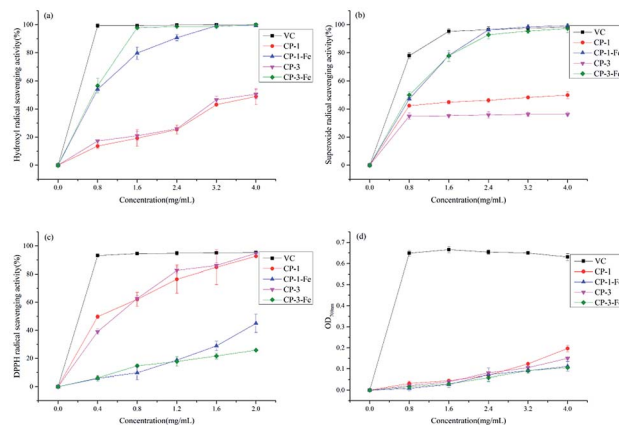 (a)
VC
CP-1
CP-1-Fe
CP-3
CP-3-Fe
Hydroxyl radical scavenging activity(%)
100
80
60
40
20
0
0.0 0.8 1.6 2.4 3.2 4.0
Concentration(mg/mL)
(b)
VC
CP-1
CP-1-Fe
CP-3
CP-3-Fe
Superoxide radical scavenging activity(%)
100
80
60
40
20
0
0.0 0.8 1.6 2.4 3.2 4.0
Concentration(mg/mL)
(c)
VC
CP-1
CP-1-Fe
CP-3
CP-3-Fe
DPPH radical scavenging activity(%)
100
80
60
40
20
0
0.0 0.4 0.8 1.2 1.6 2.0
Concentration(mg/mL)
(d)
VC
CP-1
CP-1-Fe
CP-3
CP-3-Fe
0.7
0.6
0.5
0.4
0.3
0.2
0.1
0.0
0.0 0.8 1.6 2.4 3.2 4.0
Concentration(mg/mL)